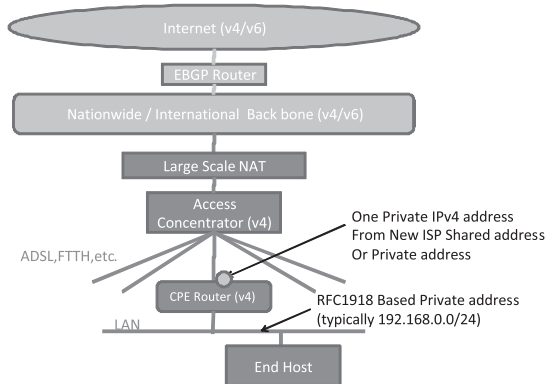 Internet (v4/v6)
EBGP Router
Nationwide / International Back bone (v4/v6)
Large Scale NAT
Access
Concentrator (v4)
One Private IPv4 address
From New ISP Shared address
Or Private address
ADSL,FTTH,etc.
CPE Router (v4)
RFC1918 Based Private address
(typically 192.168.0.0/24)
LAN
End Host